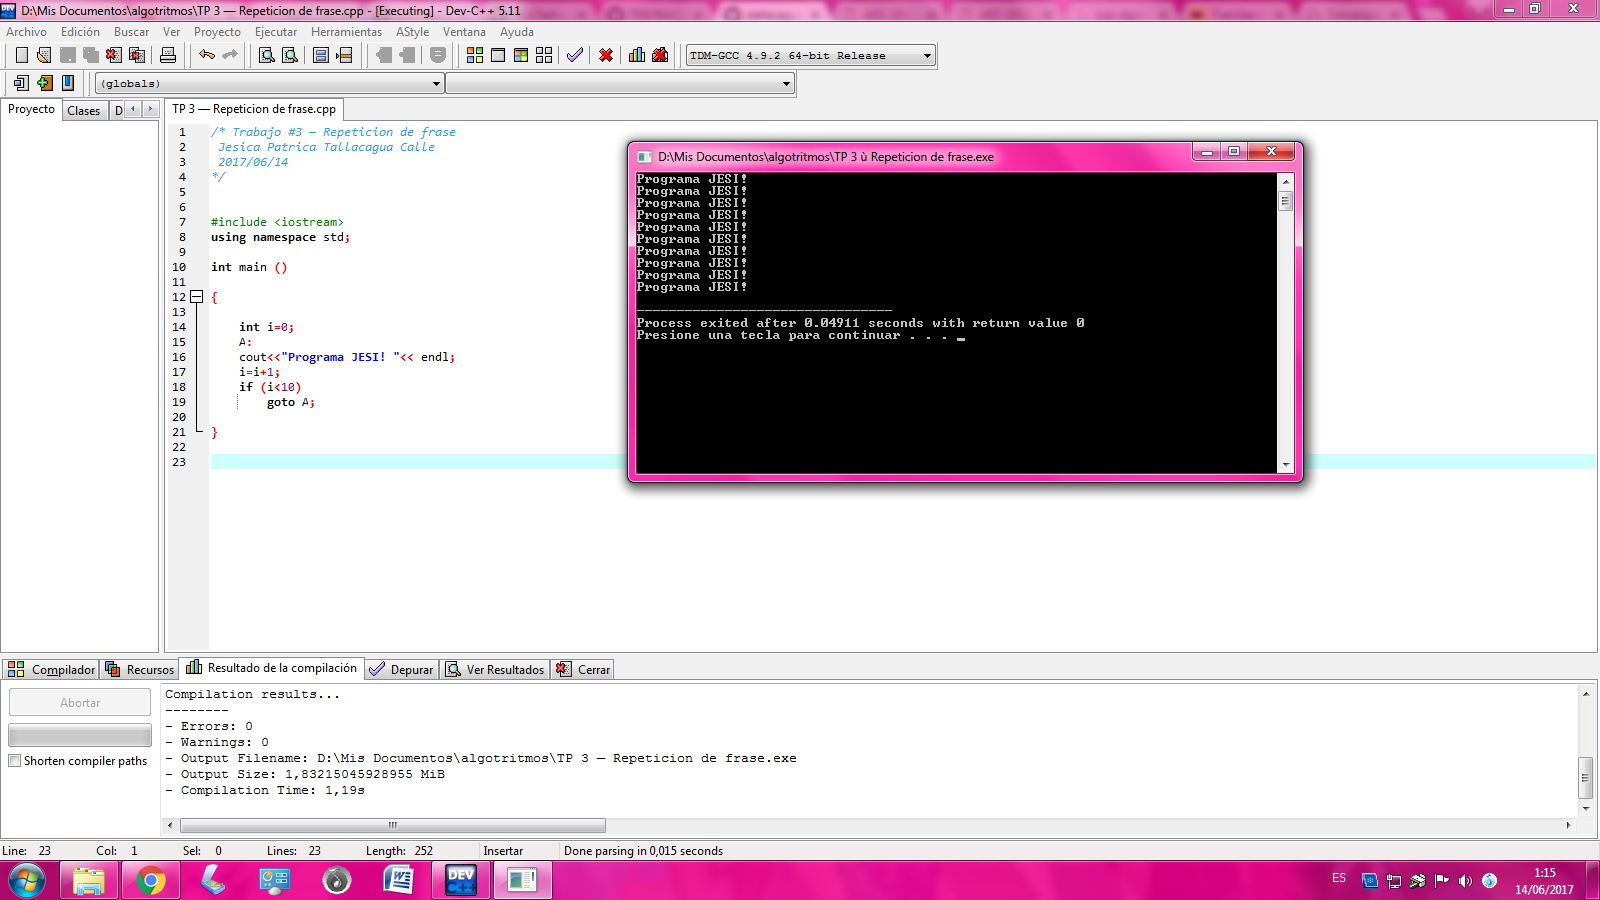 D:\Mis Documentos\algotritmos\TP 3 — Repeticion de frase.cpp - [Executing] - Dev-C++ 5.11
Archivo Edición Buscar Ver Proyecto Ejecutar Herramientas AStyle Ventana Ayuda
TDM-GCC 4.9.2 64-bit Release
(globals)
Proyecto Clases D
TP 3 — Repeticion de frase.cpp
1 /* Trabajo #3 — Repeticion de frase
2 Jesica Patrica Tallacagua Calle
3 2017/06/14
4 */
5
6
7 #include <iostream>
8 using namespace std;
9
10 int main ()
11
12 {
13
14 int i=0;
15 A:
16 cout<<"Programa JESI! "<< endl;
17 i=i+1;
18 if (i<10)
19 goto A;
20
21 }
22
23
D:\Mis Documentos\algotritmos\TP 3 ù Repeticion de frase.exe
Programa JESI!
Programa JESI!
Programa JESI!
Programa JESI!
Programa JESI!
Programa JESI!
Programa JESI!
Programa JESI!
Programa JESI!
Programa JESI!
--------------------------------
Process exited after 0.04911 seconds with return value 0
Presione una tecla para continuar . . . _
Compilador Recursos Resultado de la compilación Depurar Ver Resultados Cerrar
Abortar
Shorten compiler paths
Compilation results...
--------
- Errors: 0
- Warnings: 0
- Output Filename: D:\Mis Documentos\algotritmos\TP 3 — Repeticion de frase.exe
- Output Size: 1,83215045928955 MiB
- Compilation Time: 1,19s
Line: 23 Col: 1 Sel: 0 Lines: 23 Length: 252 Insertar Done parsing in 0,015 seconds
DEV C++
ES
1:15
14/06/2017